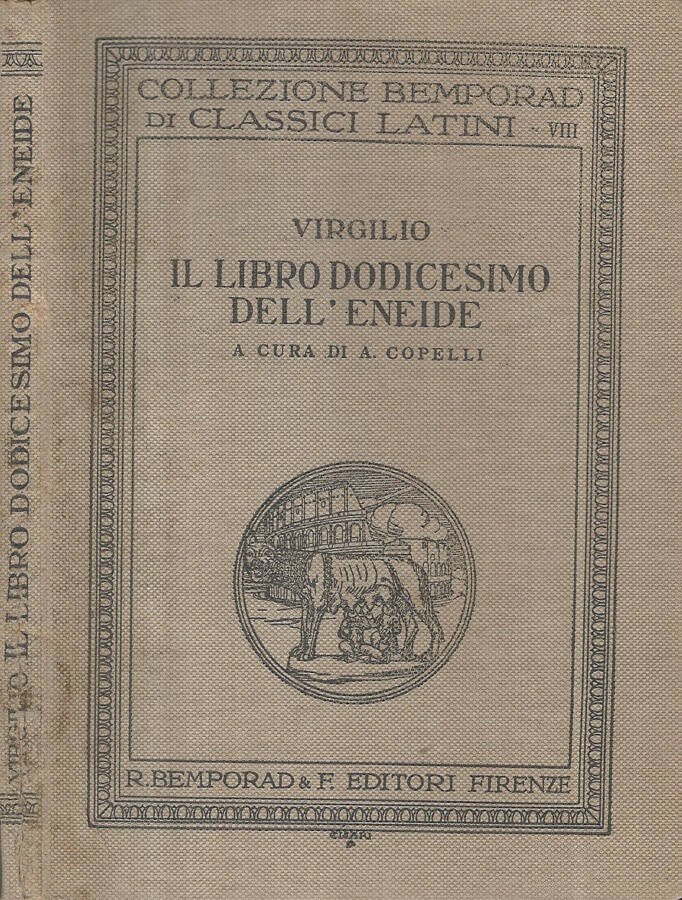 COLLEZIONE BEMPORAD
DI CLASSICI LATINI - VIII
VIRGILIO
IL LIBRO DODICESIMO
DELL'ENEIDE
A CURA DI A. COPELLI
R. BEMPORAD & F. EDITORI FIRENZE
VIRGILIO IL LIBRO DODICESIMO DELL'ENEIDE